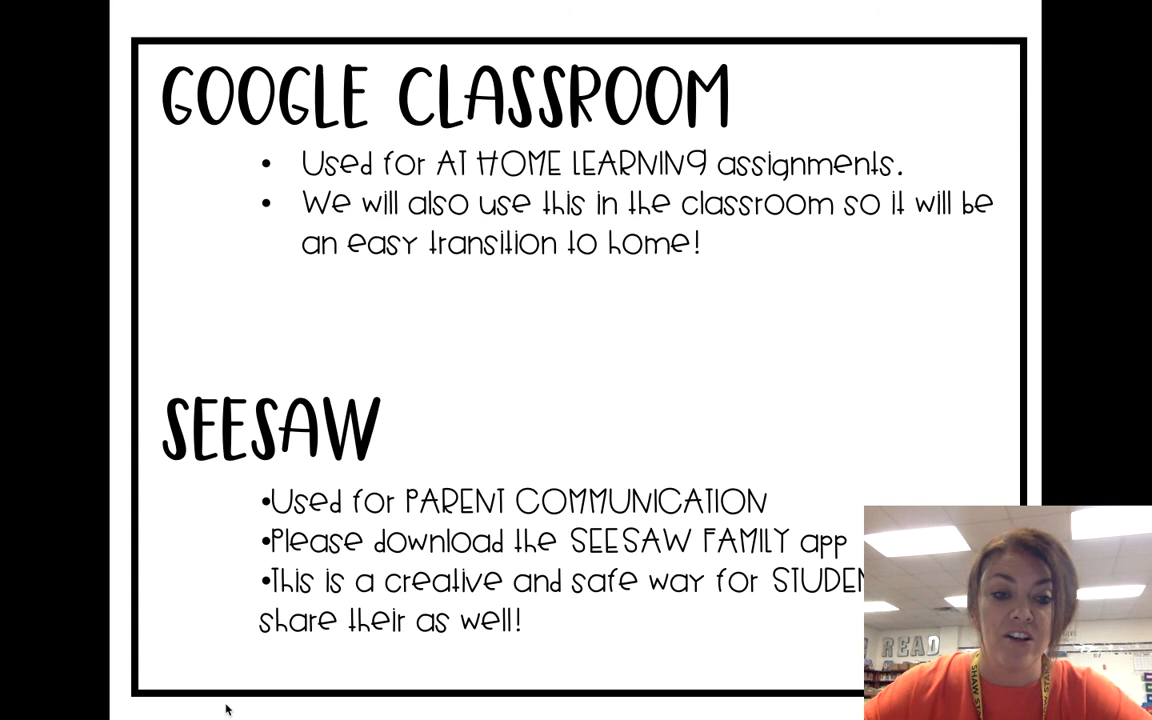 GOOGLE CLASSROOM
• Used for AT HOME LEARNING assignments.
• We will also use this in the classroom so it will be
an easy transition to home!
SEESAW
•Used for PARENT COMMUNICATION
•Please download the SEESAW FAMILY app
•This is a creative and safe way for
share their as well!
READ
SHAW